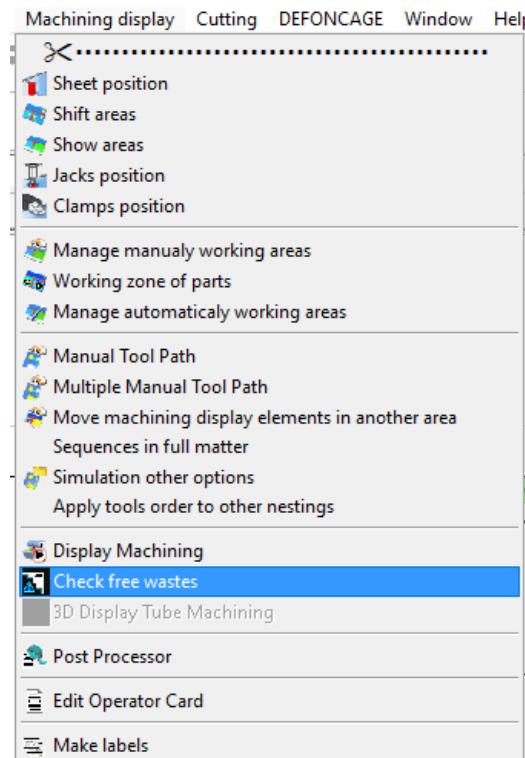 Machining display Cutting DEFONCAGE Window Help
Sheet position
Shift areas
Show areas
Jacks position
Clamps position
Manage manualy working areas
Working zone of parts
Manage automaticaly working areas
Manual Tool Path
Multiple Manual Tool Path
Move machining display elements in another area
Sequences in full matter
Simulation other options
Apply tools order to other nestings
Display Machining
Check free wastes
3D Display Tube Machining
Post Processor
Edit Operator Card
Make labels